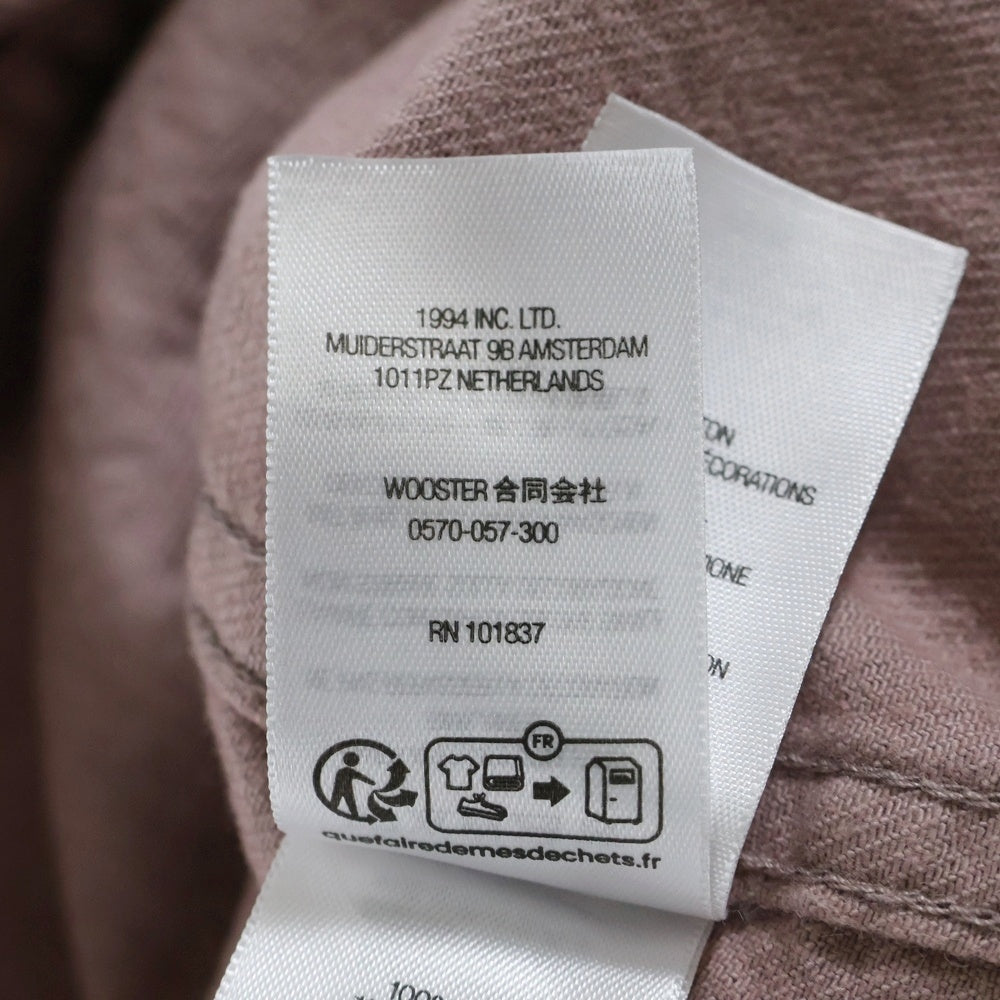 1994 INC. LTD.
MUIDERSTRAAT 9B AMSTERDAM
1011PZ NETHERLANDS
WOOSTER 合同会社
0570-057-300
RN 101837
FR
quefairedemesdechets.fr